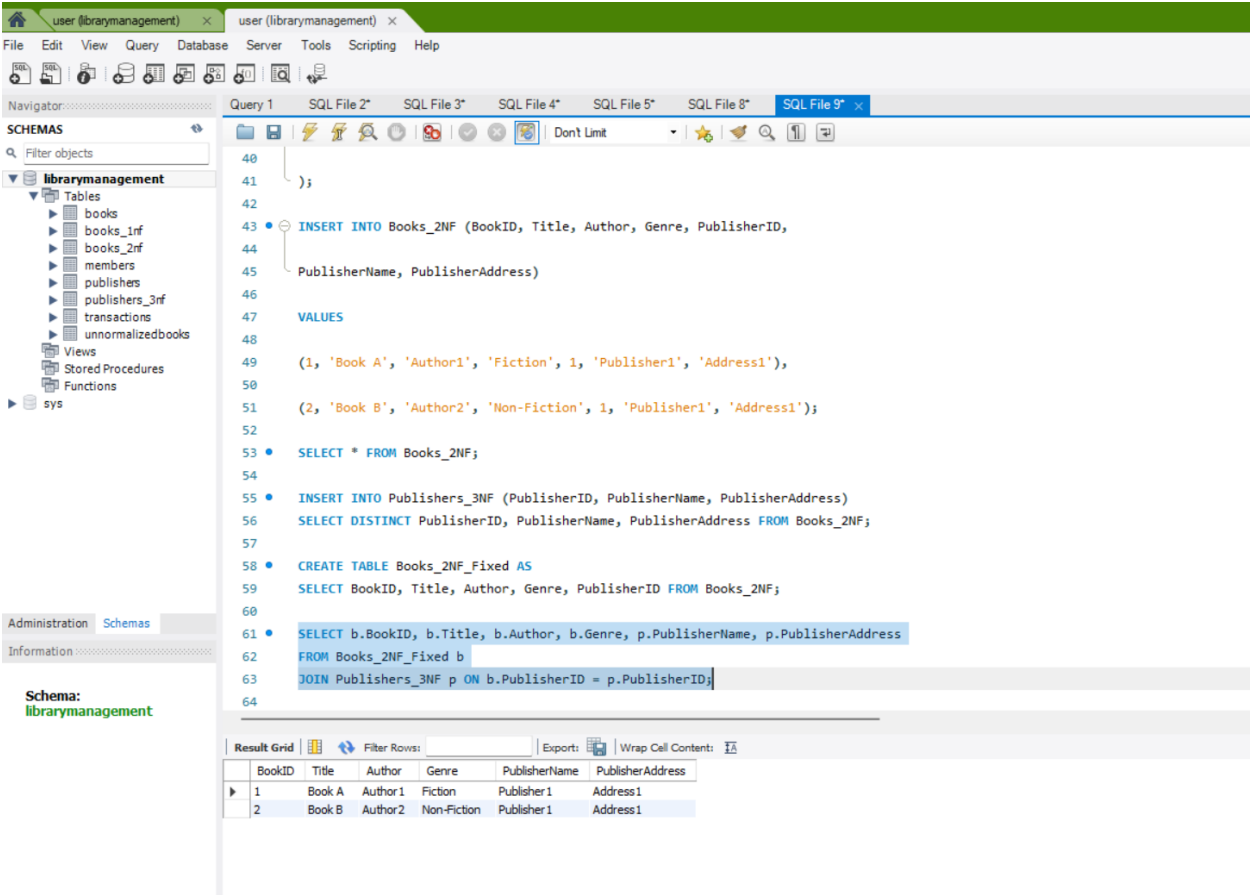 user (librarymanagement) × user (librarymanagement) ×
File Edit View Query Database Server Tools Scripting Help
Navigator
SCHEMAS
Filter objects
librarymanagement
Tables
books
books_1nf
books_2nf
members
publishers
publishers_3nf
transactions
unnormalizedbooks
Views
Stored Procedures
Functions
sys
Administration Schemas
Information
Schema:
librarymanagement
Query 1 SQL File 2* SQL File 3* SQL File 4* SQL File 5* SQL File 8* SQL File 9* ×
Don't Limit
40
41 );
42
43 INSERT INTO Books_2NF (BookID, Title, Author, Genre, PublisherID,
44
45 PublisherName, PublisherAddress)
46
47 VALUES
48
49 (1, 'Book A', 'Author1', 'Fiction', 1, 'Publisher1', 'Address1'),
50
51 (2, 'Book B', 'Author2', 'Non-Fiction', 1, 'Publisher1', 'Address1');
52
53 SELECT * FROM Books_2NF;
54
55 INSERT INTO Publishers_3NF (PublisherID, PublisherName, PublisherAddress)
56 SELECT DISTINCT PublisherID, PublisherName, PublisherAddress FROM Books_2NF;
57
58 CREATE TABLE Books_2NF_Fixed AS
59 SELECT BookID, Title, Author, Genre, PublisherID FROM Books_2NF;
60
61 SELECT b.BookID, b.Title, b.Author, b.Genre, p.PublisherName, p.PublisherAddress
62 FROM Books_2NF_Fixed b
63 JOIN Publishers_3NF p ON b.PublisherID = p.PublisherID;
64
Result Grid Filter Rows: Export: Wrap Cell Content:
BookID Title Author Genre PublisherName PublisherAddress
1 Book A Author1 Fiction Publisher1 Address1
2 Book B Author2 Non-Fiction Publisher1 Address1